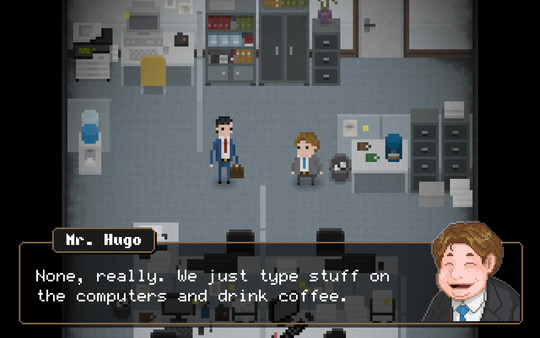 Mr. Hugo
None, really. We just type stuff on
the computers and drink coffee.